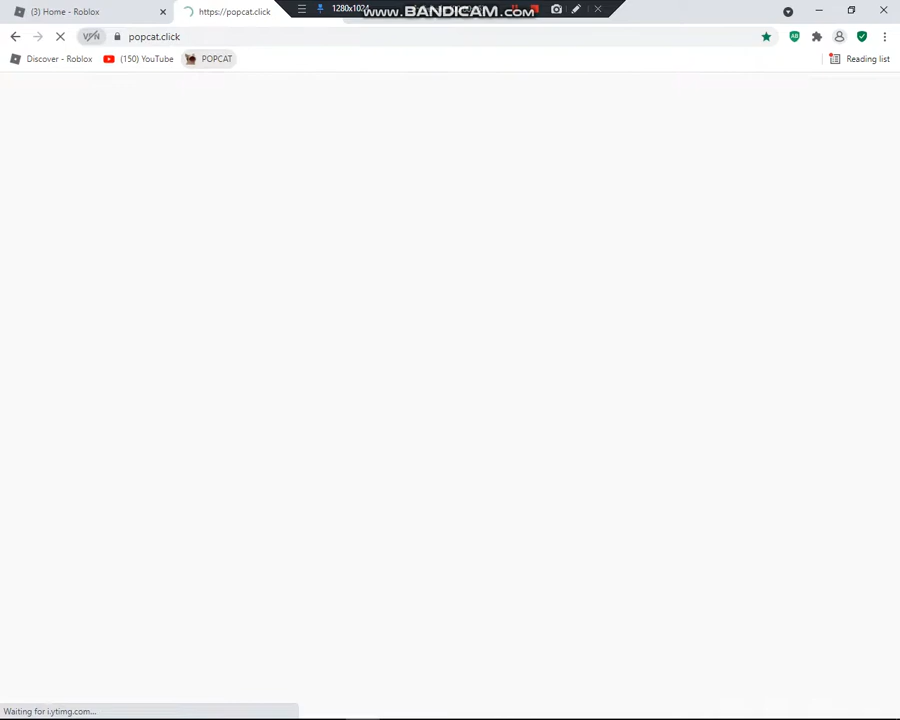 (3) Home - Roblox
https://popcat.click
1280x1024
www.BANDICAM.com
VPN
popcat.click
Discover - Roblox
(150) YouTube
POPCAT
Reading list
Waiting for i.ytimg.com...